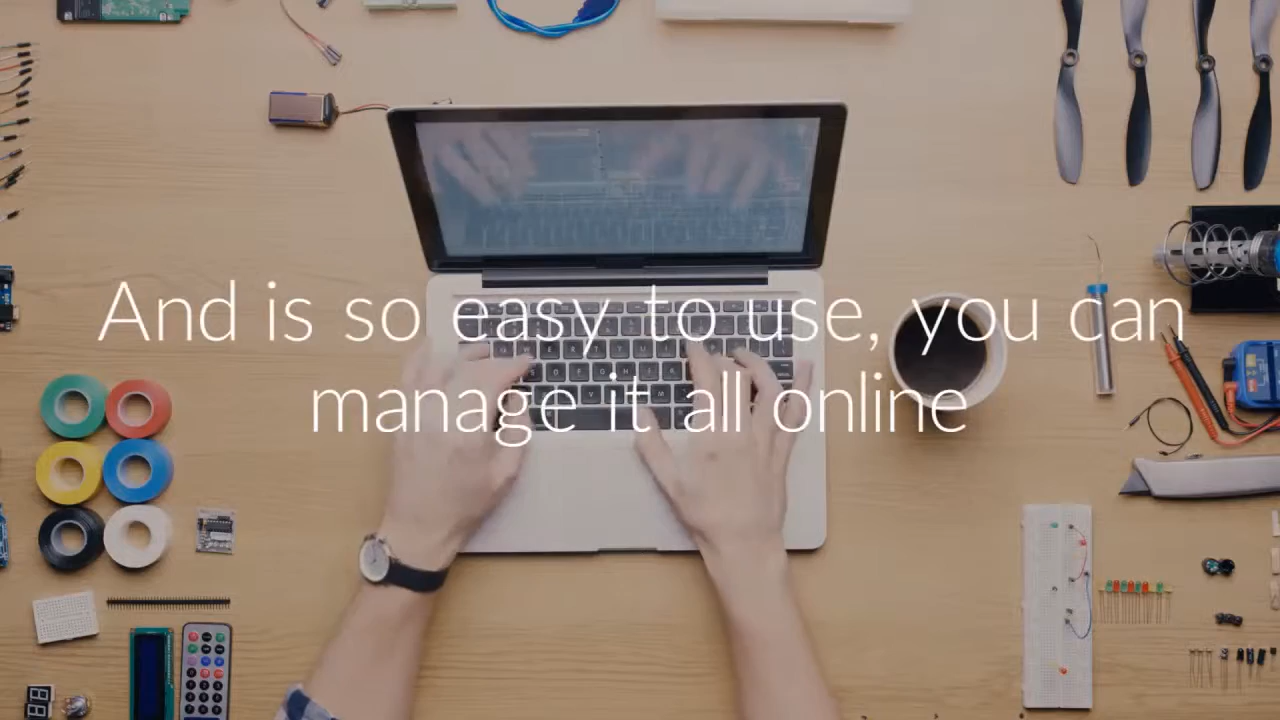 And is so easy to use, you can
manage it all online